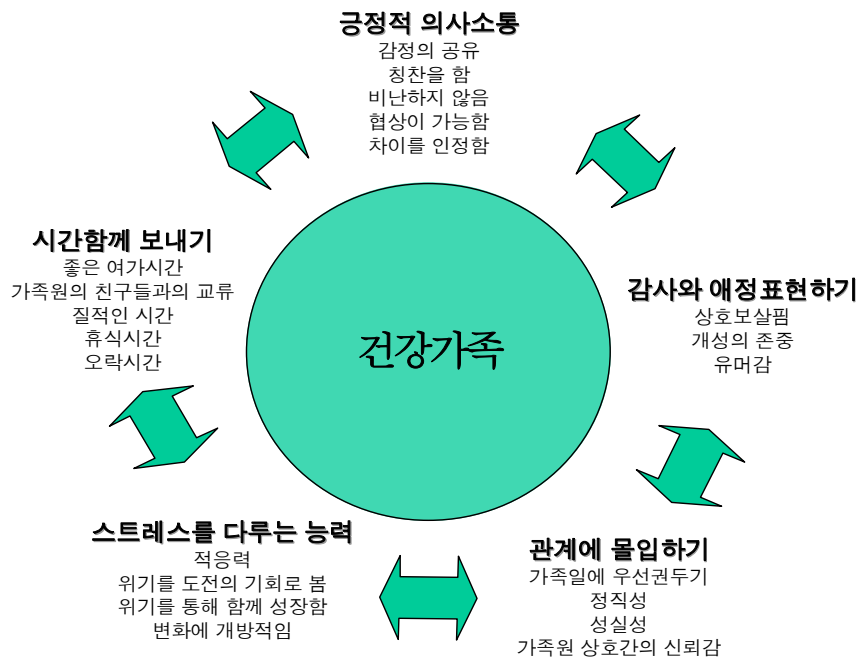 긍정적 의사소통
감정의 공유
칭찬을 함
비난하지 않음
협상이 가능함
차이를 인정함
시간함께 보내기
좋은 여가시간
가족원의 친구들과의 교류
질적인 시간
휴식시간
오락시간
감사와 애정표현하기
상호보살핌
개성의 존중
유머감
건강가족
스트레스를 다루는 능력
적응력
위기를 도전의 기회로 봄
위기를 통해 함께 성장함
변화에 개방적임
관계에 몰입하기
가족일에 우선권두기
정직성
성실성
가족원 상호간의 신뢰감